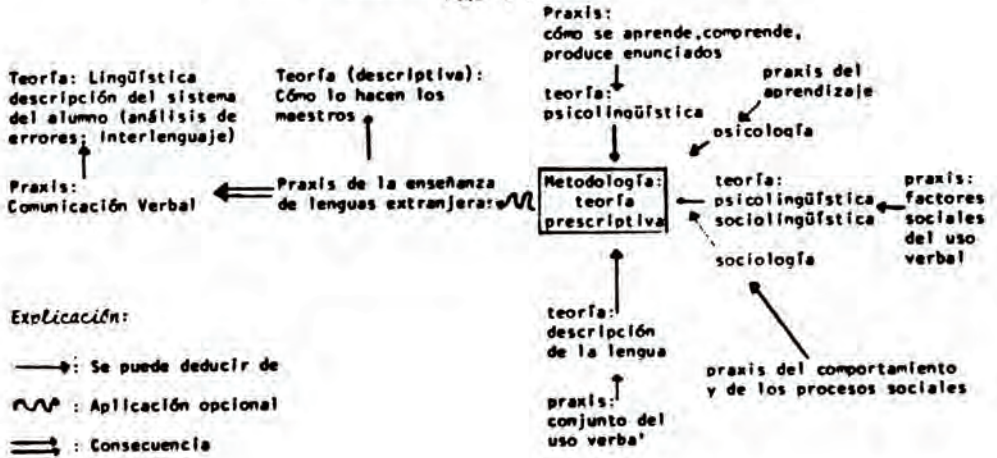 Praxis:
cómo se aprende,comprende,
produce enunciados
Teoría: Lingüística
descripción del sistema
del alumno (análisis de
errores; Interlenguaje)
Teoría (descriptiva):
Cómo lo hacen los
maestros
teoría:
psicolingüística
praxis del
aprendizaje
psicología
Praxis:
Comunicación Verbal
Praxis de la enseñanza
de lenguas extranjera:
Metodología:
teoría
prescriptiva
teoría:
psicolingüística
sociolingüística
sociología
praxis:
factores
sociales
del uso
verbal
Explicación:
: Se puede deducir de
: Aplicación opcional
: Consecuencia
teoría:
descripción
de la lengua
praxis:
conjunto del
uso verba'
praxis del comportamiento
y de los procesos sociales